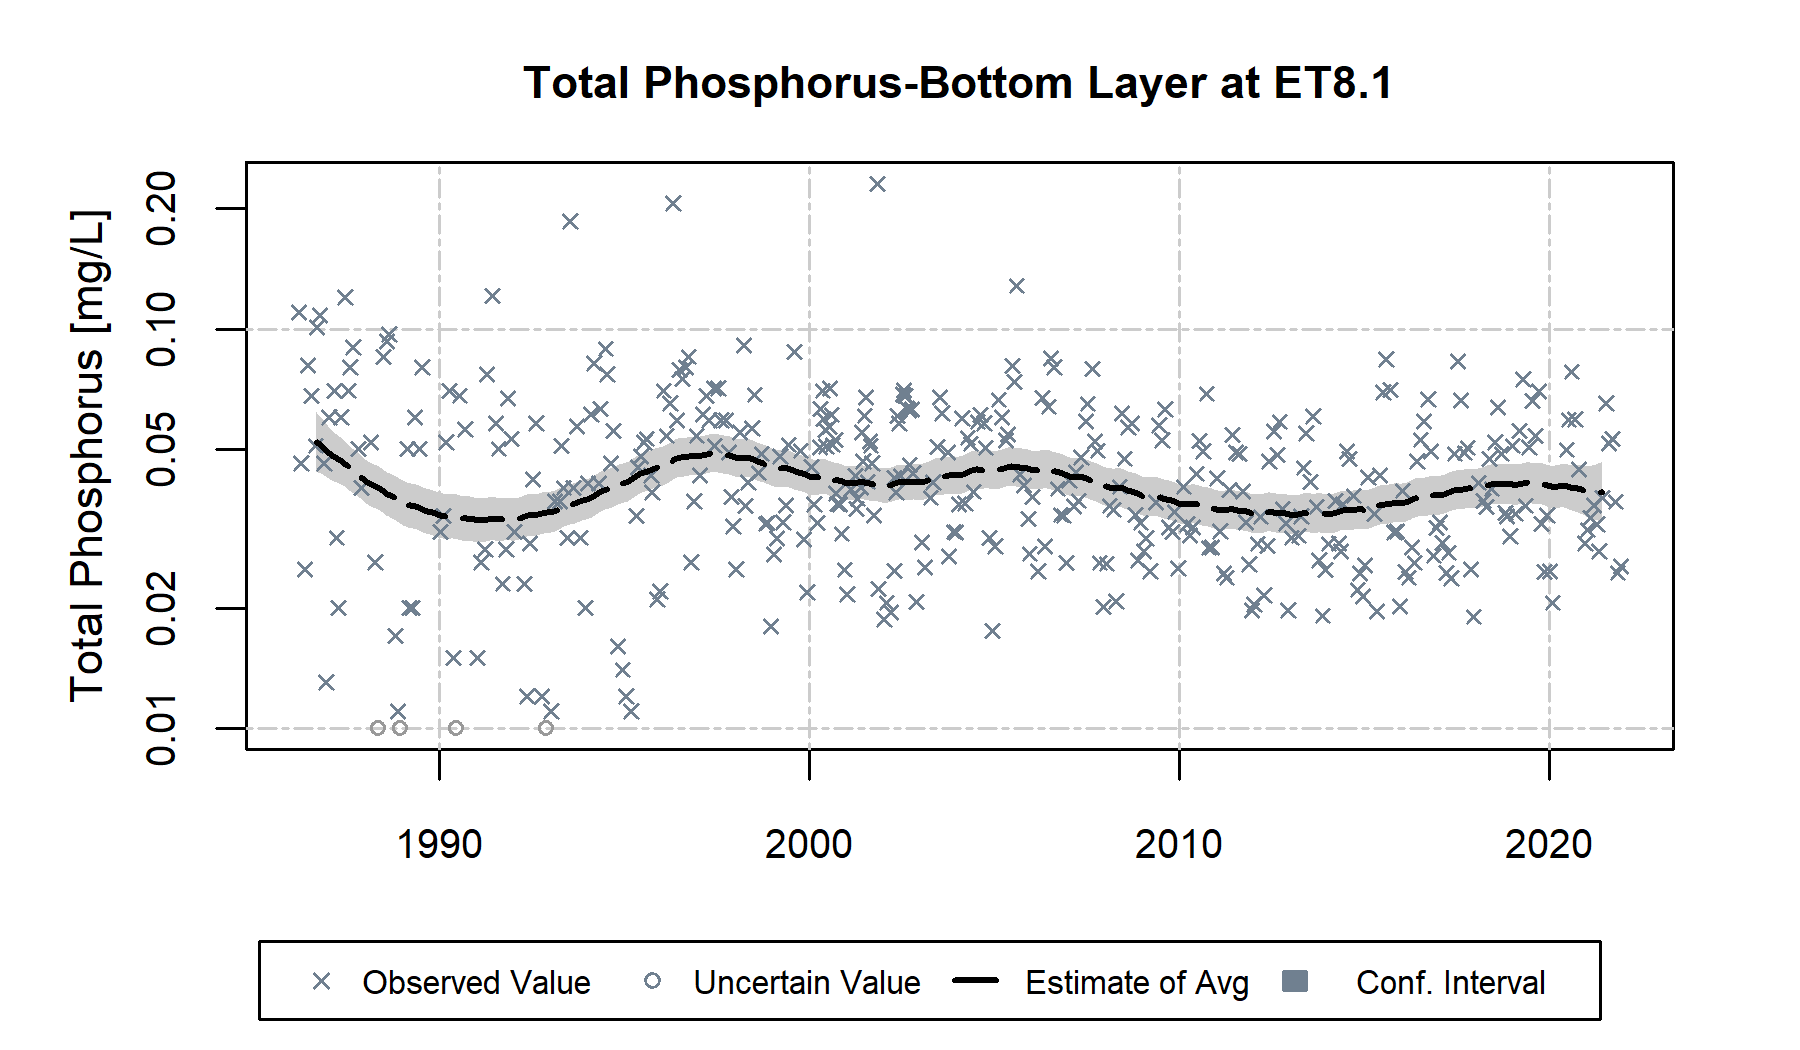 Total Phosphorus-Bottom Layer at ET8.1
Total Phosphorus [mg/L]
0.20
0.10
0.05
0.02
0.01
1990 2000 2010 2020
Observed Value Uncertain Value Estimate of Avg Conf. Interval